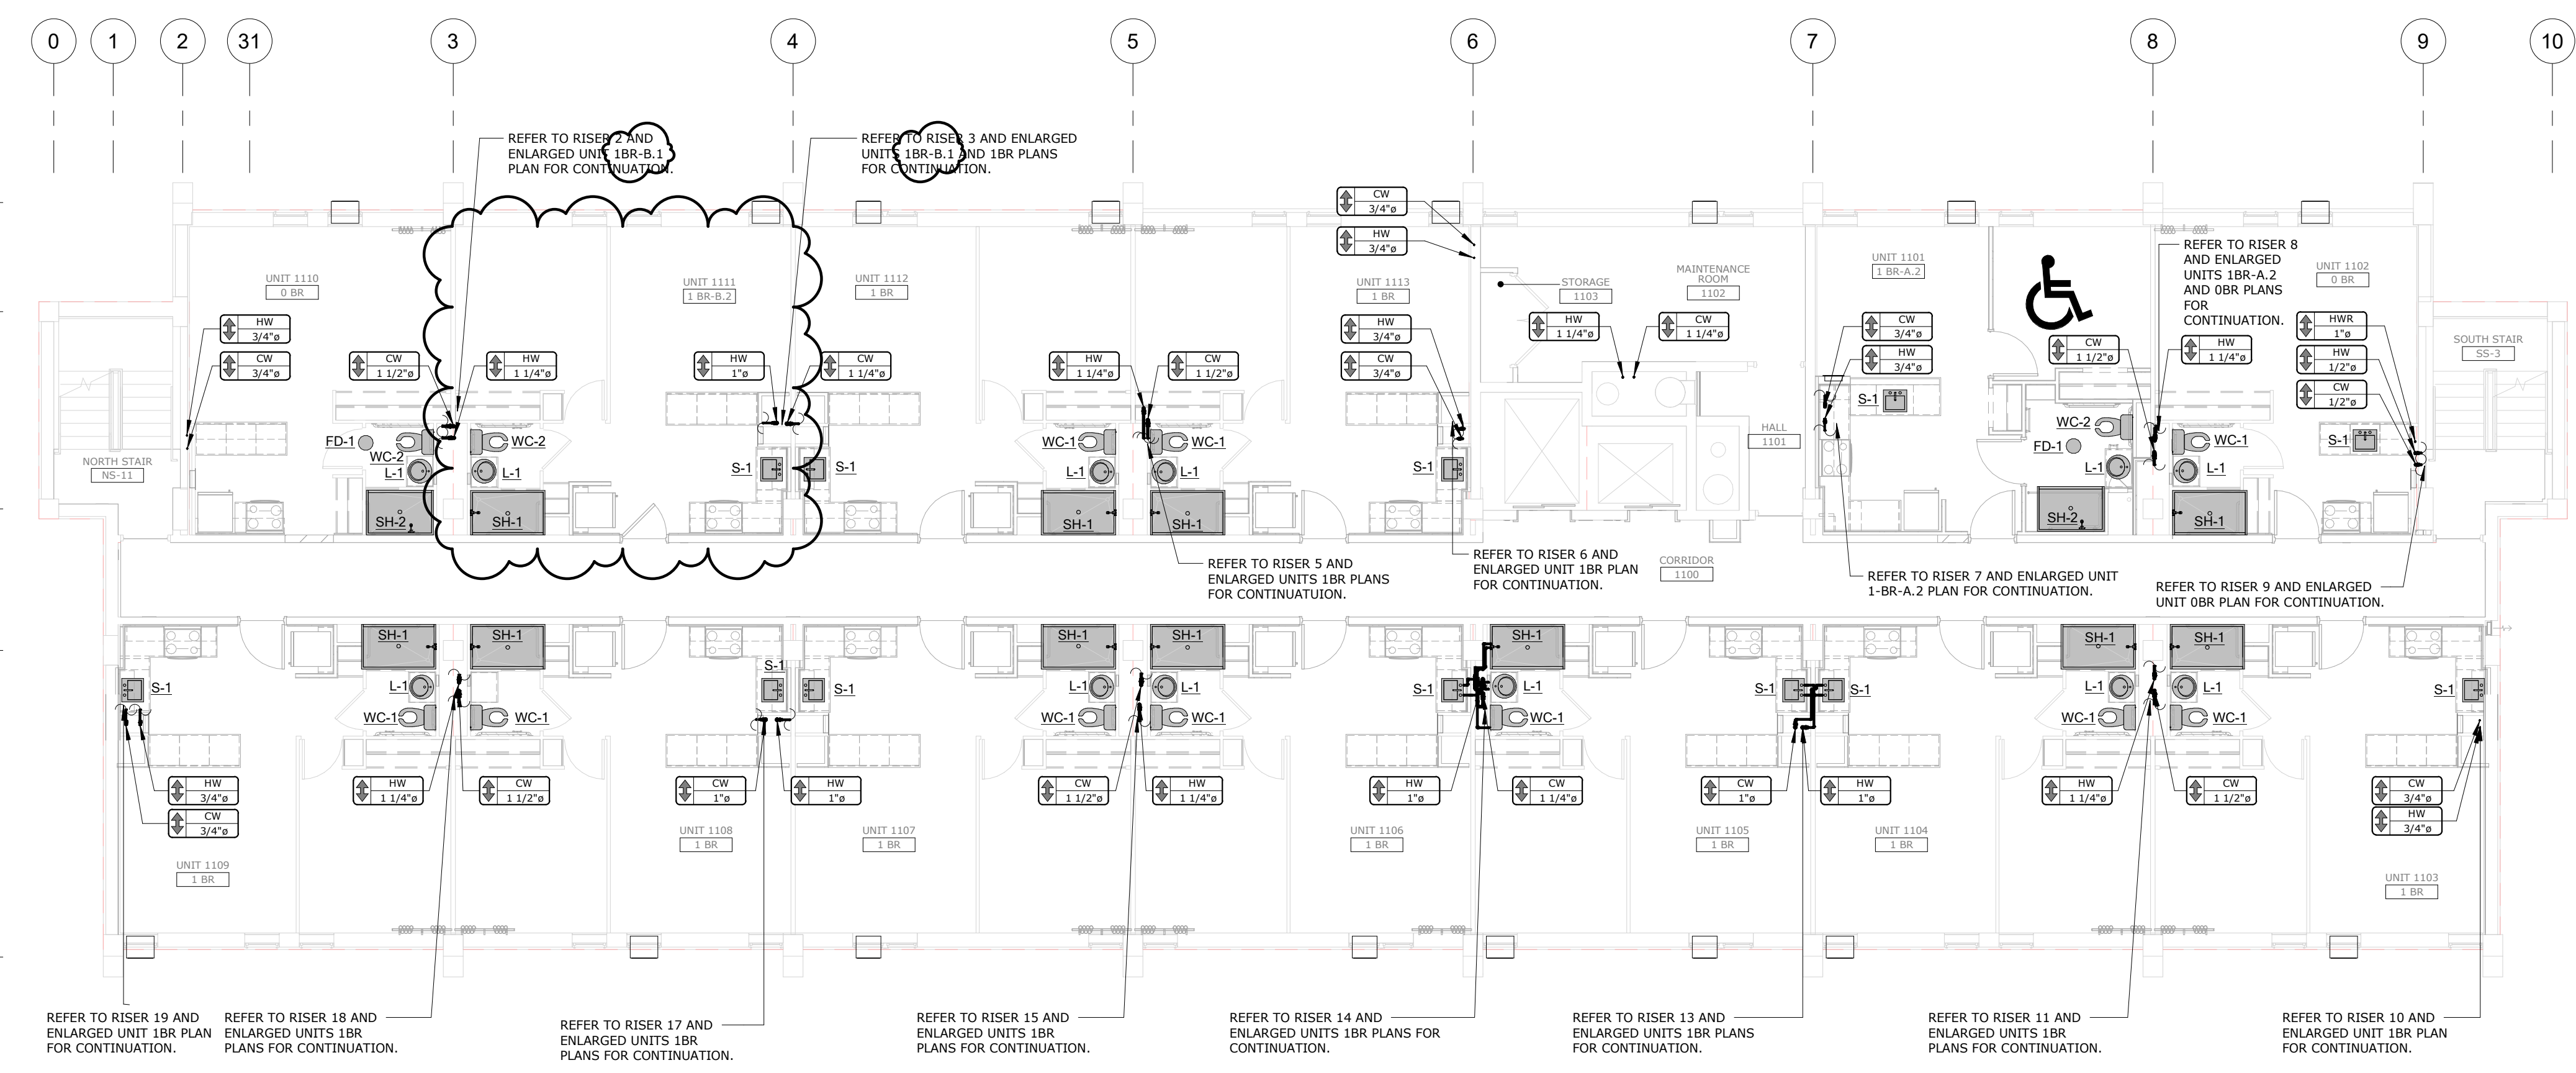 0 1 2 31 3 4 5 6 7 8 9 10
REFER TO RISER 2 AND
ENLARGED UNIT 1BR-B.1
PLAN FOR CONTINUATION.
REFER TO RISER 3 AND ENLARGED
UNITS 1BR-B.1 AND 1BR PLANS
FOR CONTINUATION.
CW
3/4"ø
HW
3/4"ø
REFER TO RISER 8
AND ENLARGED
UNITS 1BR-A.2
AND 0BR PLANS
FOR
CONTINUATION.
UNIT 1110
0 BR
UNIT 1111
1 BR-B.2
UNIT 1112
1 BR
UNIT 1113
1 BR
STORAGE
1103
MAINTENANCE
ROOM
1102
UNIT 1101
1 BR-A.2
UNIT 1102
0 BR
HW
3/4"ø
CW
3/4"ø
CW
1 1/2"ø
HW
1 1/4"ø
HW
1"ø
CW
1 1/4"ø
HW
1 1/4"ø
CW
1 1/2"ø
HW
3/4"ø
CW
3/4"ø
HW
1 1/4"ø
CW
1 1/4"ø
CW
3/4"ø
HW
3/4"ø
CW
1 1/2"ø
HW
1 1/4"ø
HWR
1"ø
HW
1/2"ø
CW
1/2"ø
SOUTH STAIR
SS-3
NORTH STAIR
NS-11
FD-1
WC-2
L-1
SH-2
WC-2
L-1
SH-1
S-1
S-1
WC-1
L-1
SH-1
WC-1
L-1
SH-1
S-1
HALL
1101
S-1
WC-2
FD-1
L-1
SH-2
WC-1
L-1
SH-1
S-1
REFER TO RISER 5 AND
ENLARGED UNITS 1BR PLANS
FOR CONTINUATUION.
REFER TO RISER 6 AND
ENLARGED UNIT 1BR PLAN
FOR CONTINUATION.
CORRIDOR
1100
REFER TO RISER 7 AND ENLARGED UNIT
1-BR-A.2 PLAN FOR CONTINUATION.
REFER TO RISER 9 AND ENLARGED
UNIT 0BR PLAN FOR CONTINUATION.
S-1
SH-1
L-1
WC-1
SH-1
WC-1
S-1
S-1
SH-1
L-1
WC-1
SH-1
L-1
WC-1
S-1
SH-1
L-1
WC-1
S-1
S-1
SH-1
L-1
WC-1
SH-1
L-1
WC-1
S-1
HW
3/4"ø
CW
3/4"ø
HW
1 1/4"ø
CW
1 1/2"ø
CW
1"ø
HW
1"ø
CW
1 1/2"ø
HW
1 1/4"ø
HW
1"ø
CW
1 1/4"ø
CW
1"ø
HW
1"ø
HW
1 1/4"ø
CW
1 1/2"ø
CW
3/4"ø
HW
3/4"ø
UNIT 1109
1 BR
UNIT 1108
1 BR
UNIT 1107
1 BR
UNIT 1106
1 BR
UNIT 1105
1 BR
UNIT 1104
1 BR
UNIT 1103
1 BR
REFER TO RISER 19 AND
ENLARGED UNIT 1BR PLAN
FOR CONTINUATION.
REFER TO RISER 18 AND
ENLARGED UNITS 1BR
PLANS FOR CONTINUATION.
REFER TO RISER 17 AND
ENLARGED UNITS 1BR
PLANS FOR CONTINUATION.
REFER TO RISER 15 AND
ENLARGED UNITS 1BR
PLANS FOR CONTINUATION.
REFER TO RISER 14 AND
ENLARGED UNITS 1BR PLANS FOR
CONTINUATION.
REFER TO RISER 13 AND
ENLARGED UNITS 1BR PLANS
FOR CONTINUATION.
REFER TO RISER 11 AND
ENLARGED UNITS 1BR
PLANS FOR CONTINUATION.
REFER TO RISER 10 AND
ENLARGED UNIT 1BR PLAN
FOR CONTINUATION.